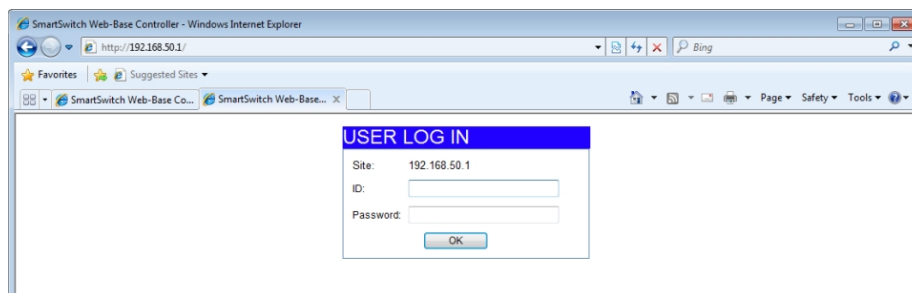 SmartSwitch Web-Base Controller - Windows Internet Explorer
http://192.168.50.1/
Bing
Favorites
Suggested Sites
SmartSwitch Web-Base Co...
SmartSwitch Web-Base...
Page
Safety
Tools
USER LOG IN
Site: 192.168.50.1
ID:
Password:
OK